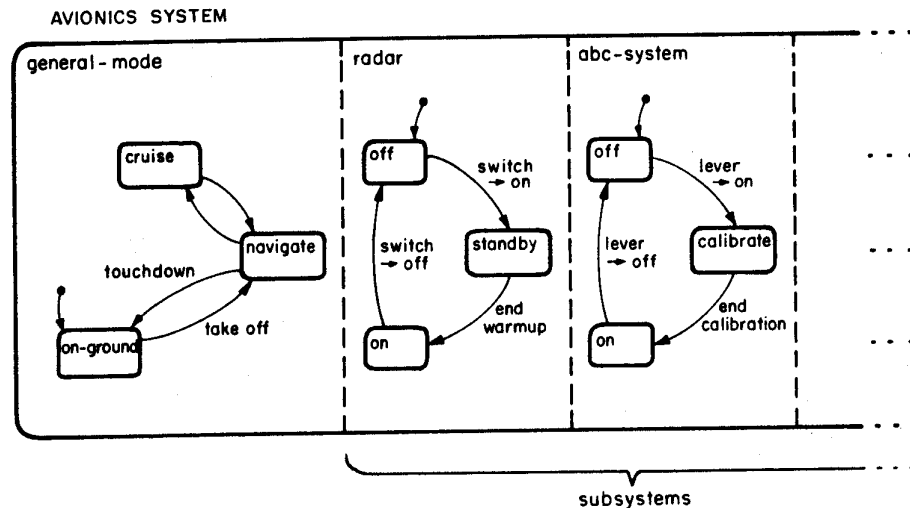 AVIONICS SYSTEM
general-mode
cruise
navigate
touchdown
take off
on-ground
radar
off
switch
→ on
switch
→ off
standby
end
warmup
on
abc-system
off
lever
→ on
lever
→ off
calibrate
end
calibration
on
subsystems